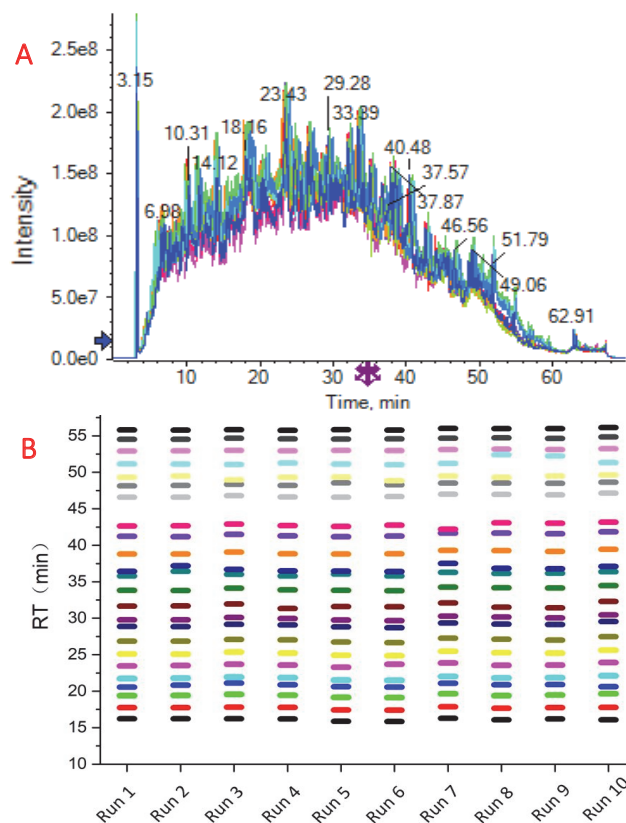 A
2.5e8
2.0e8
1.5e8
1.0e8
5.0e7
0.0e0
Intensity
3.15
6.98
10.31
14.12
18.16
23.43
29.28
33.89
40.48
37.57
37.87
46.56
51.79
49.06
62.91
10 20 30 40 50 60
Time, min
B
55
50
45
40
35
30
25
20
15
10
RT (min)
Run 1 Run 2 Run 3 Run 4 Run 5 Run 6 Run 7 Run 8 Run 9 Run 10